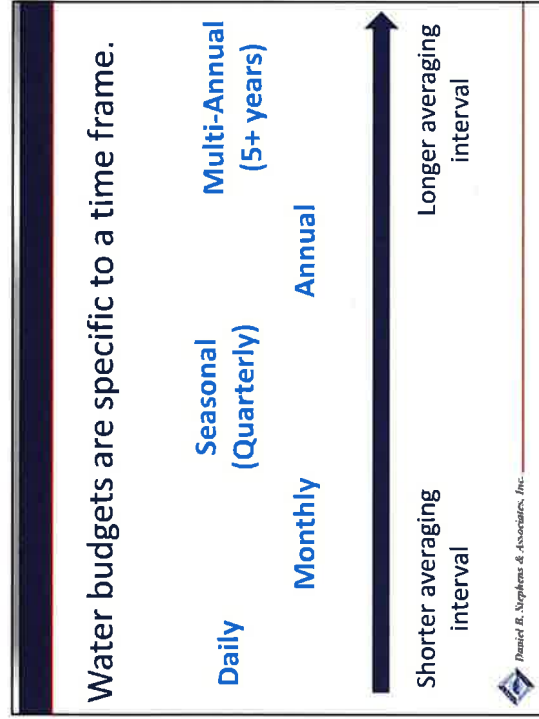 Water budgets are specific to a time frame.
Daily
Monthly
Seasonal
(Quarterly)
Annual
Multi-Annual
(5+ years)
Shorter averaging
interval
Longer averaging
interval
Daniel B. Stephens & Associates, Inc.